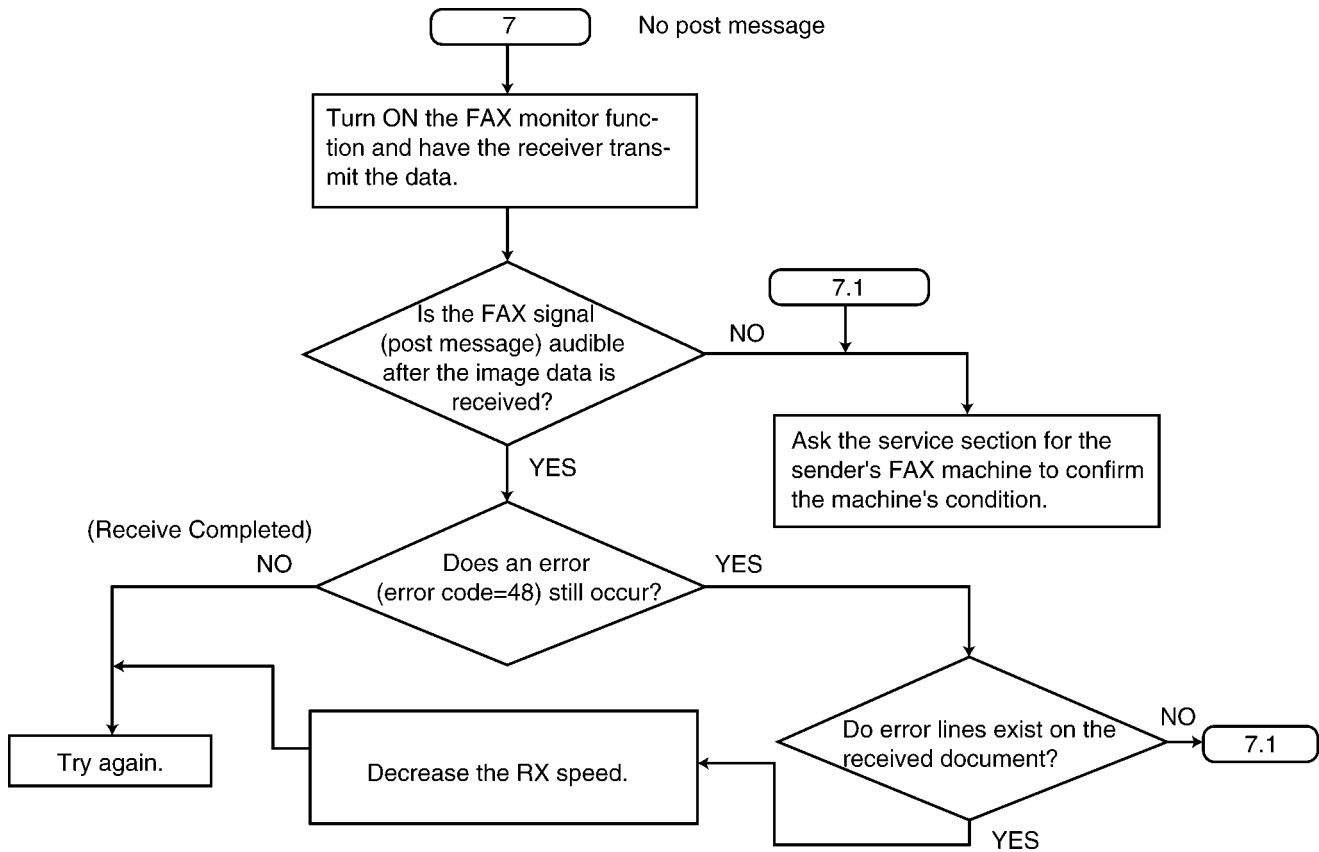 7
No post message
Turn ON the FAX monitor func-
tion and have the receiver trans-
mit the data.
7.1
Is the FAX signal
(post message) audible
after the image data is
received?
NO
Ask the service section for the
sender's FAX machine to confirm
the machine's condition.
YES
(Receive Completed)
NO
Does an error
(error code=48) still occur?
YES
Do error lines exist on the
received document?
NO
7.1
Try again.
Decrease the RX speed.
YES